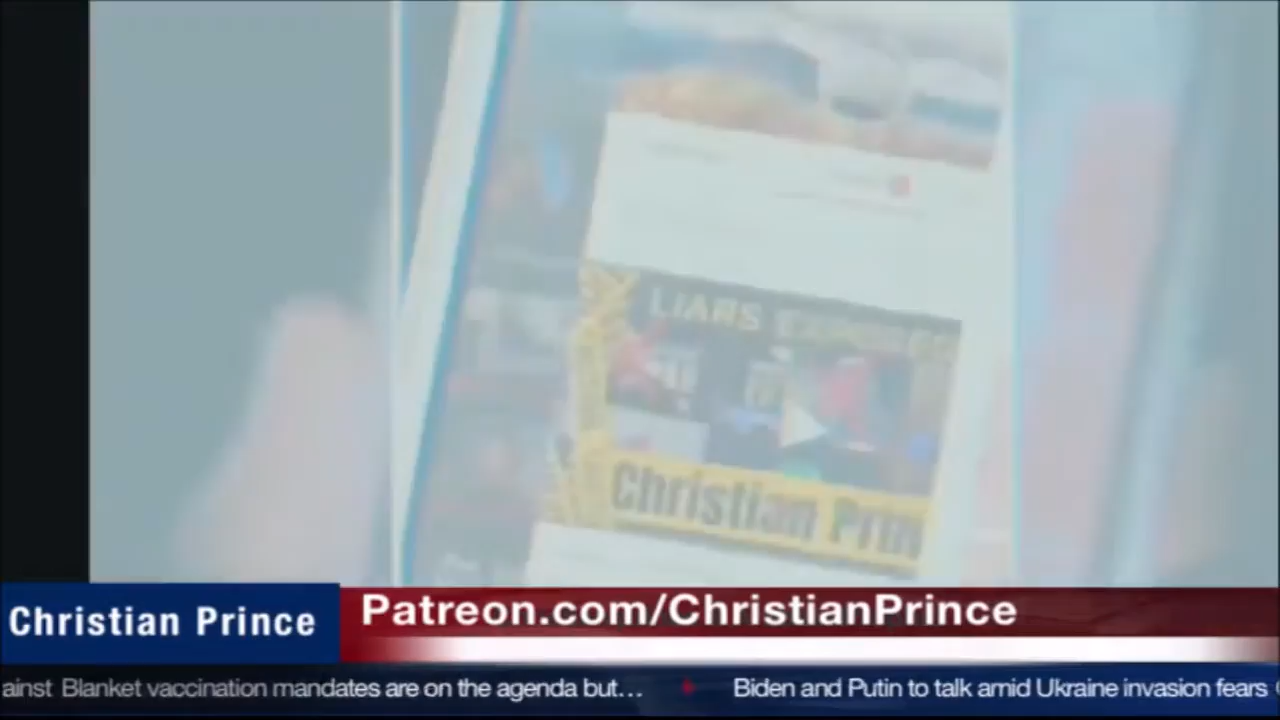 LIARS EXPOSED
Christian Prin
Christian Prince
Patreon.com/ChristianPrince
ainst Blanket vaccination mandates are on the agenda but... Biden and Putin to talk amid Ukraine invasion fears